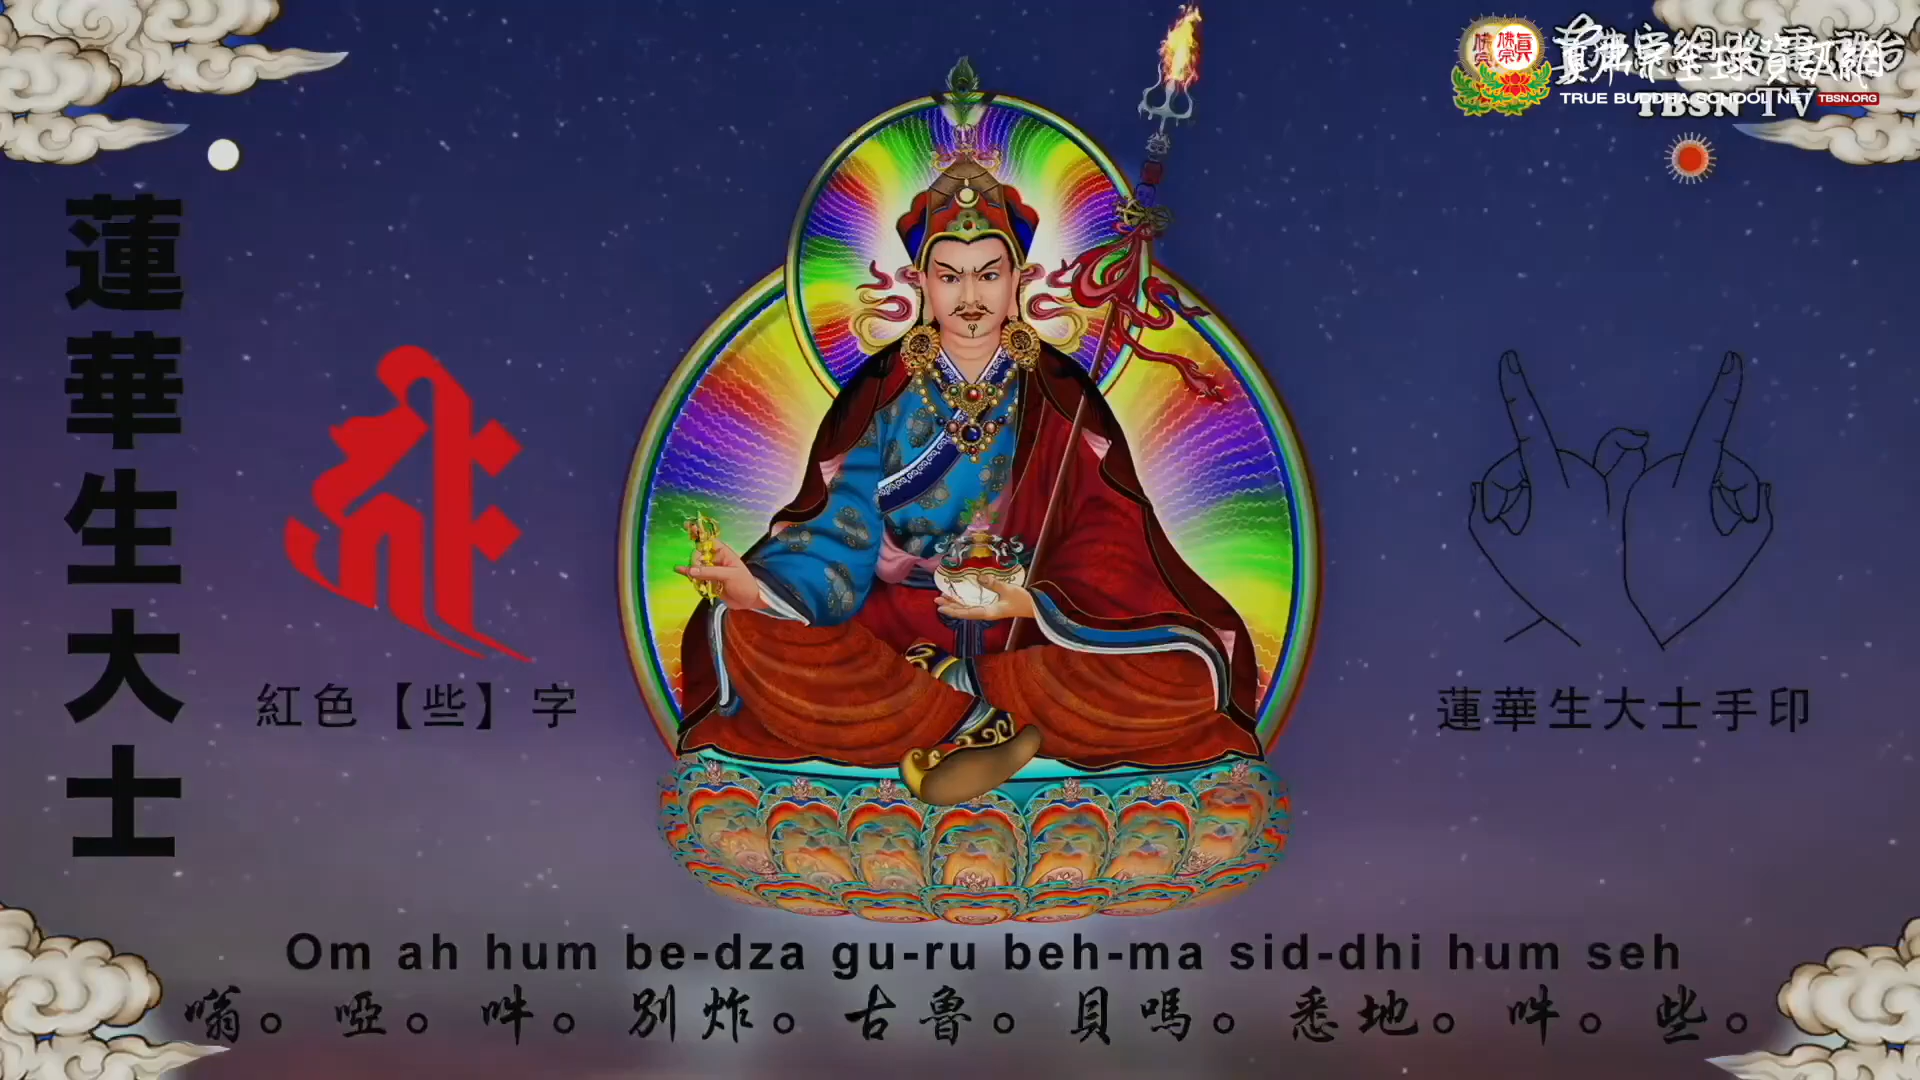 TRUE BUDDHA SCHOOL NET TBSN.ORG
TBSN TV
蓮華生大士
紅色【些】字
蓮華生大士手印
Om ah hum be-dza gu-ru beh-ma sid-dhi hum seh
嗡。啞。吽。別炸。古魯。貝嗎。悉地。吽。些。